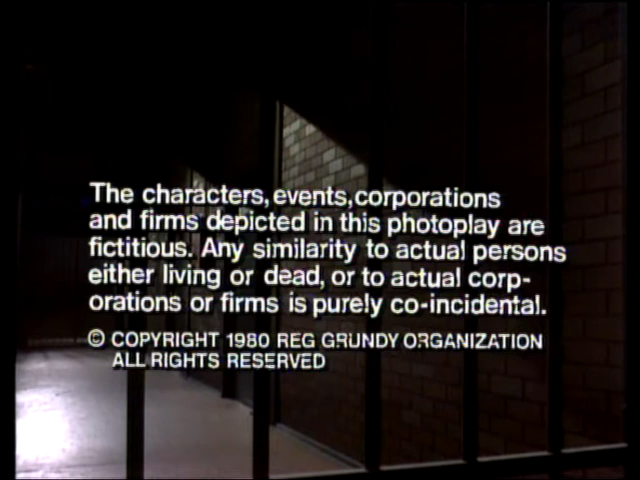 The characters, events, corporations
and firms depicted in this photoplay are
fictitious. Any similarity to actual persons
either living or dead, or to actual corp-
orations or firms is purely co-incidental.
© COPYRIGHT 1980 REG GRUNDY ORGANIZATION
ALL RIGHTS RESERVED